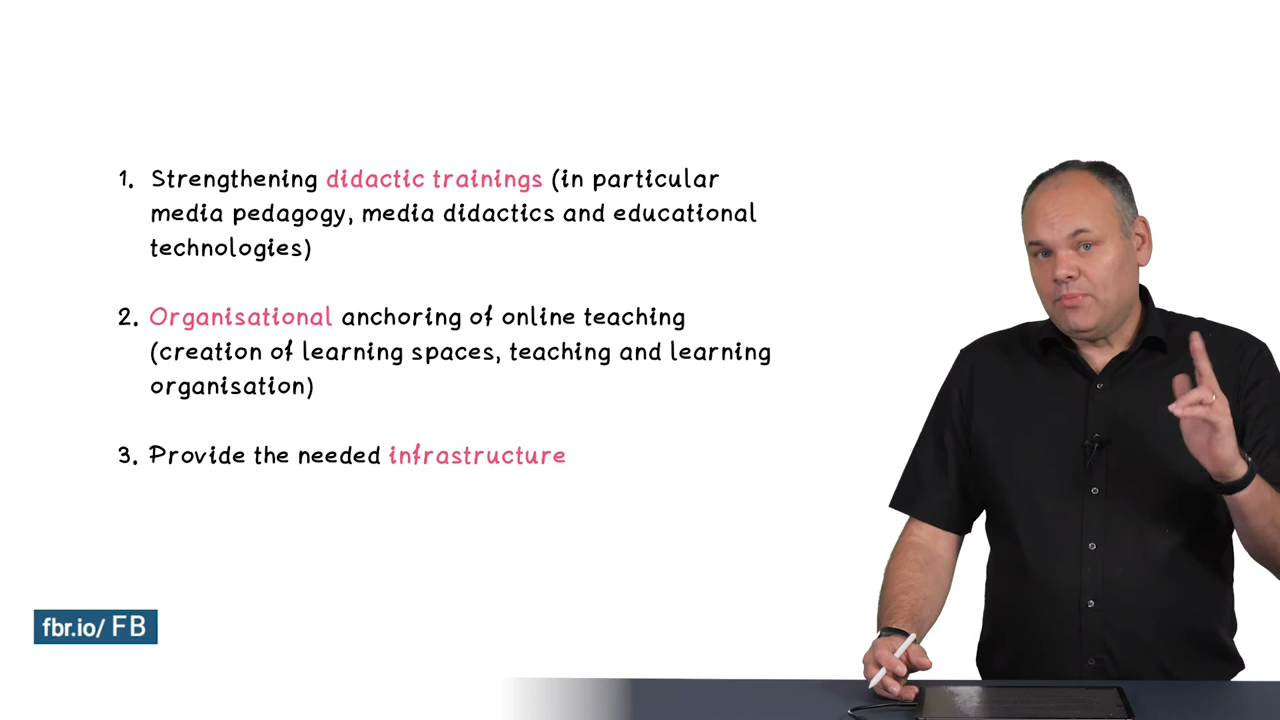 1. Strengthening didactic trainings (in particular
media pedagogy, media didactics and educational
technologies)
2. Organisational anchoring of online teaching
(creation of learning spaces, teaching and learning
organisation)
3. Provide the needed infrastructure
fbr.io/ FB